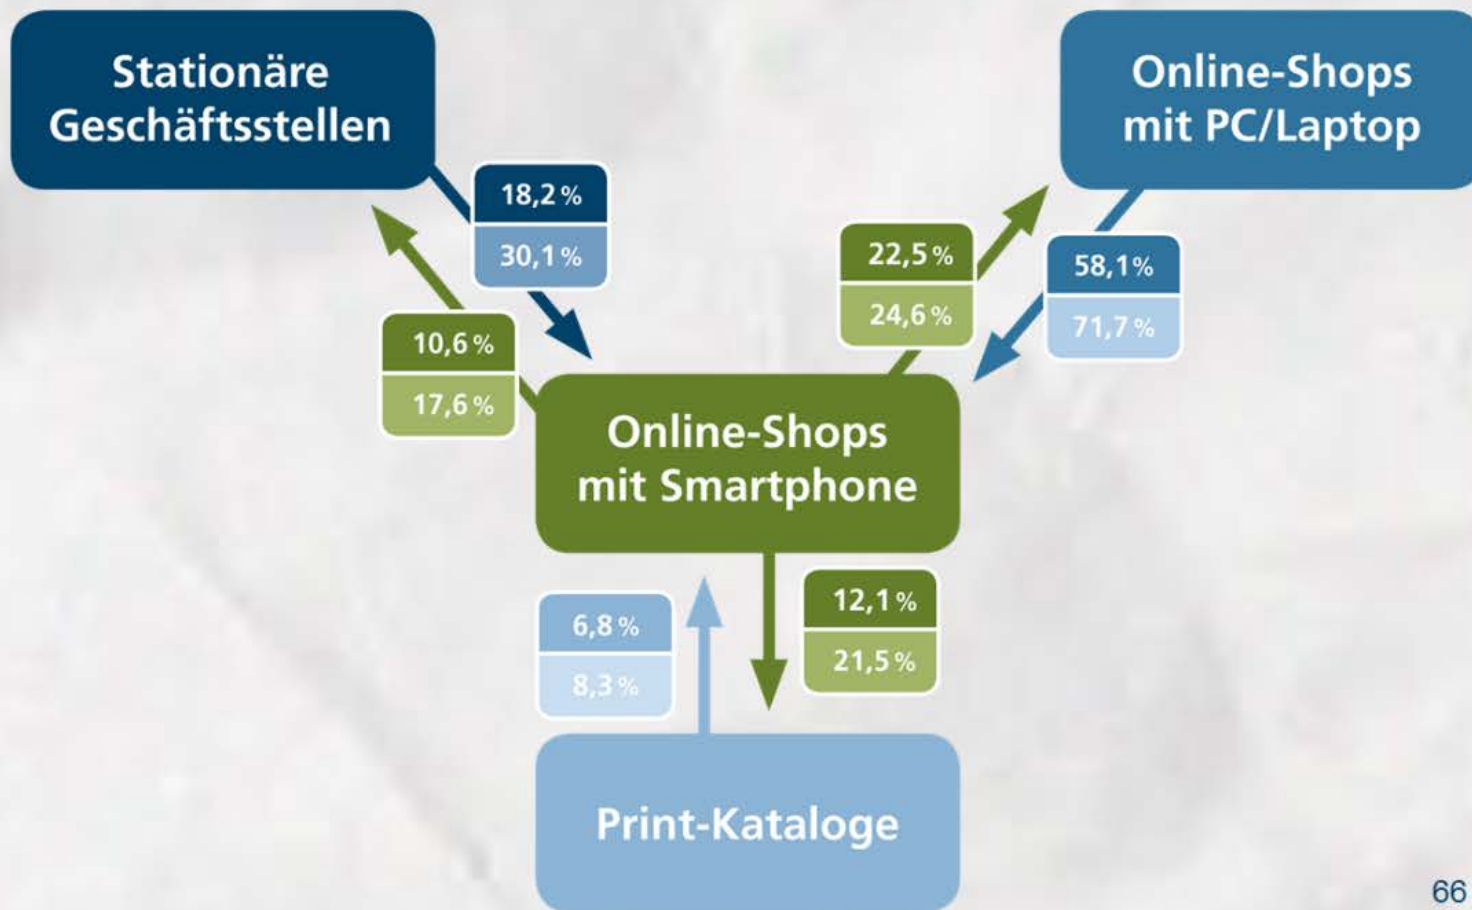 Stationäre
Geschäftsstellen
Online-Shops
mit PC/Laptop
18,2 %
30,1 %
22,5 %
24,6 %
58,1%
71,7 %
10,6 %
17,6 %
Online-Shops
mit Smartphone
6,8 %
8,3 %
12,1 %
21,5 %
Print-Kataloge
66